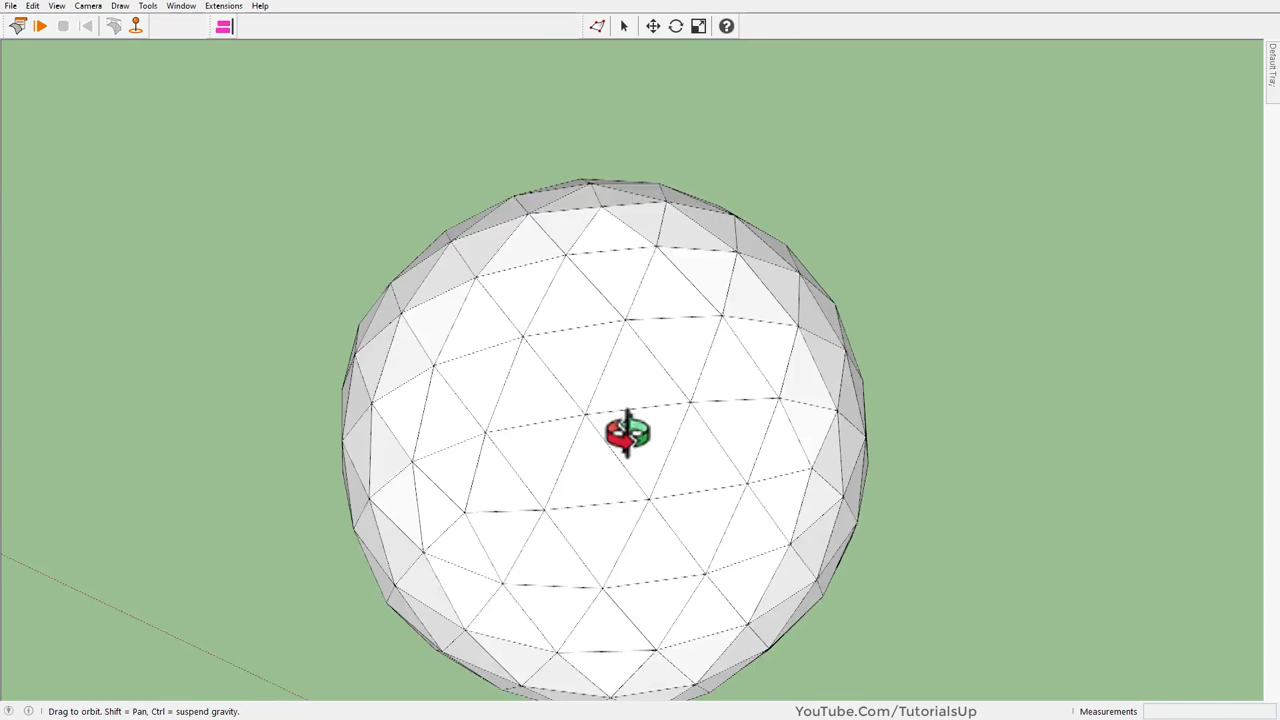 File Edit View Camera Draw Tools Window Extensions Help
Default Tray
Drag to orbit. Shift = Pan, Ctrl = suspend gravity.
YouTube.Com/TutorialsUp
Measurements